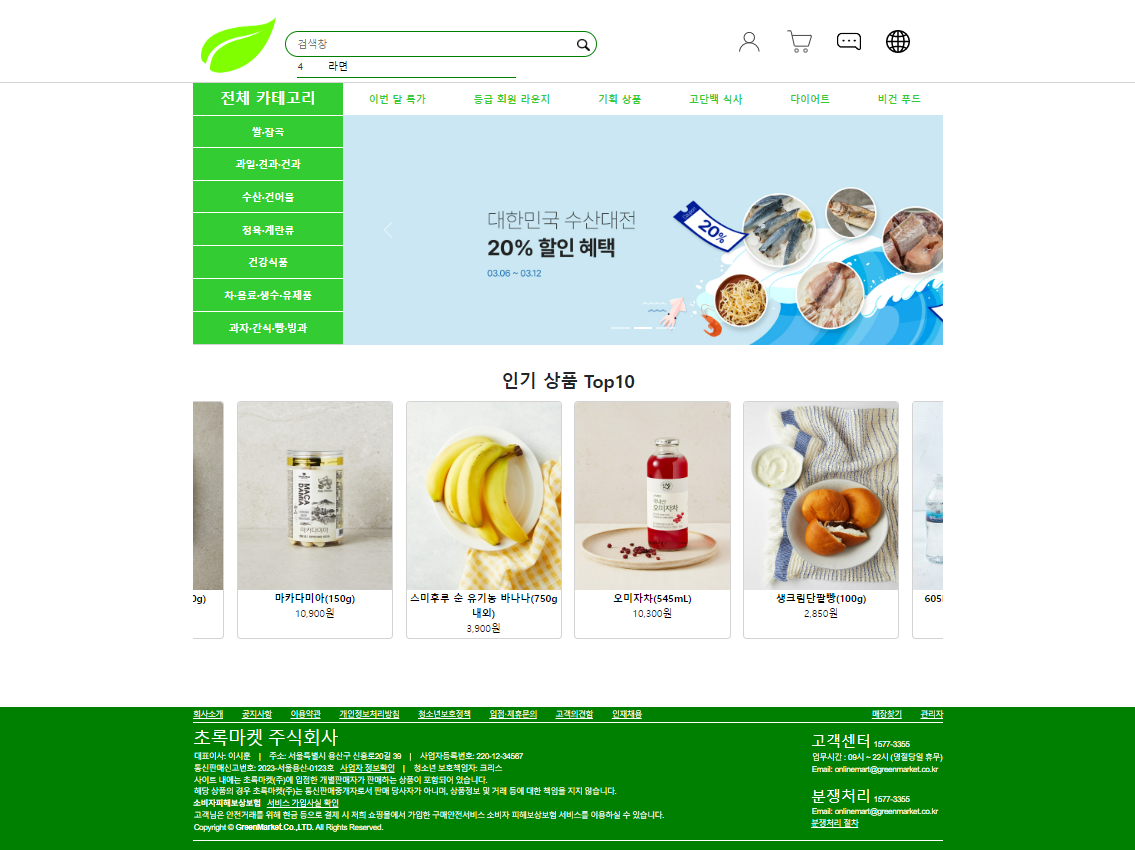 검색창
4 라면
전체 카테고리
이번 달 특가 등급 회원 라운지 기획 상품 고단백 식사 다이어트 비건 푸드
쌀·잡곡
과일·견과·건과
수산·건어물
정육·계란류
건강식품
차·음료·생수·유제품
과자·간식·빵·빙과
대한민국 수산대전
20% 할인 혜택
03.06 ~ 03.12
20%
인기 상품 Top10
MACADAMIA
마카다미아
오미자차
0g)
마카다미아(150g)
10,900원
스미후루 순 유기농 바나나(750g
내외)
3,900원
오미자차(545mL)
10,300원
생크림단팥빵(100g)
2,850원
605
회사소개 공지사항 이용약관 개인정보처리방침 청소년보호정책 입점·제휴문의 고객의견함 인재채용 매장찾기 관리자
초록마켓 주식회사
대표이사: 이시훈 | 주소: 서울특별시 용산구 신흥로20길 39 | 사업자등록번호: 220-12-34567
통신판매신고번호: 2023-서울용산-0123호 사업자 정보확인 | 청소년 보호책임자: 크리스
사이트 내에는 초록마켓(주)에 입점한 개별판매자가 판매하는 상품이 포함되어 있습니다.
해당 상품의 경우 초록마켓(주)는 통신판매중개자로서 판매 당사자가 아니며, 상품정보 및 거래 등에 대한 책임을 지지 않습니다.
소비자피해보상보험 서비스 가입사실 확인
고객님은 안전거래를 위해 현금 등으로 결제 시 저희 쇼핑몰에서 가입한 구매안전서비스 소비자 피해보상보험 서비스를 이용하실 수 있습니다.
Copyright © GreenMarket.Co.,LTD. All Rights Reserved.
고객센터 1577-3355
업무시간 : 09시 ~ 22시 (명절당일 휴무)
Email: onlinemart@greenmarket.co.kr
분쟁처리 1577-3355
Email: onlinemart@greenmarket.co.kr
분쟁처리 절차